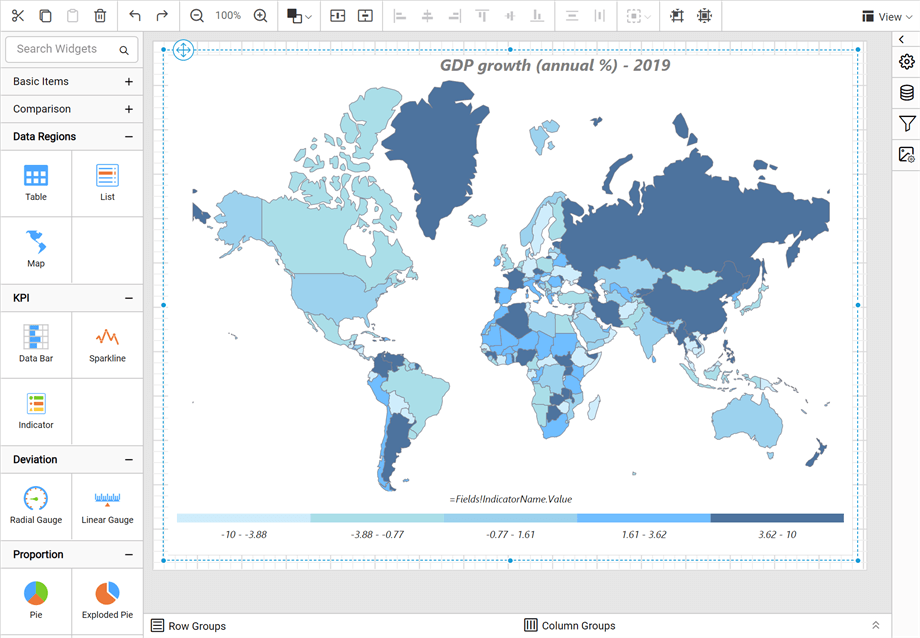 100%
View
Search Widgets
Basic Items
Comparison
Data Regions
Table
List
Map
KPI
Data Bar
Sparkline
Indicator
Deviation
Radial Gauge
Linear Gauge
Proportion
Pie
Exploded Pie
GDP growth (annual %) - 2019
=Fields!IndicatorName.Value
-10 - -3.88
-3.88 - -0.77
-0.77 - 1.61
1.61 - 3.62
3.62 - 10
Row Groups
Column Groups